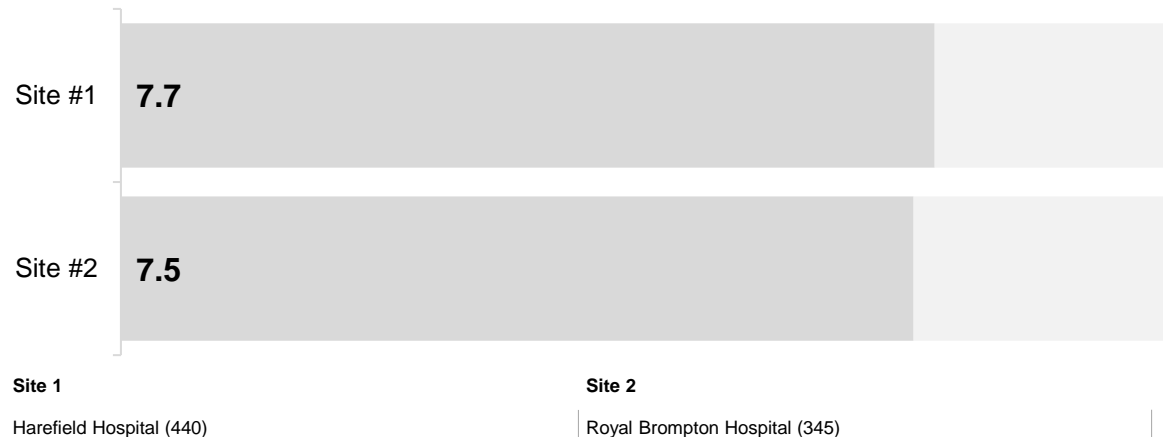 Site #1 7.7
Site #2 7.5
Site 1 Site 2
Harefield Hospital (440) Royal Brompton Hospital (345)